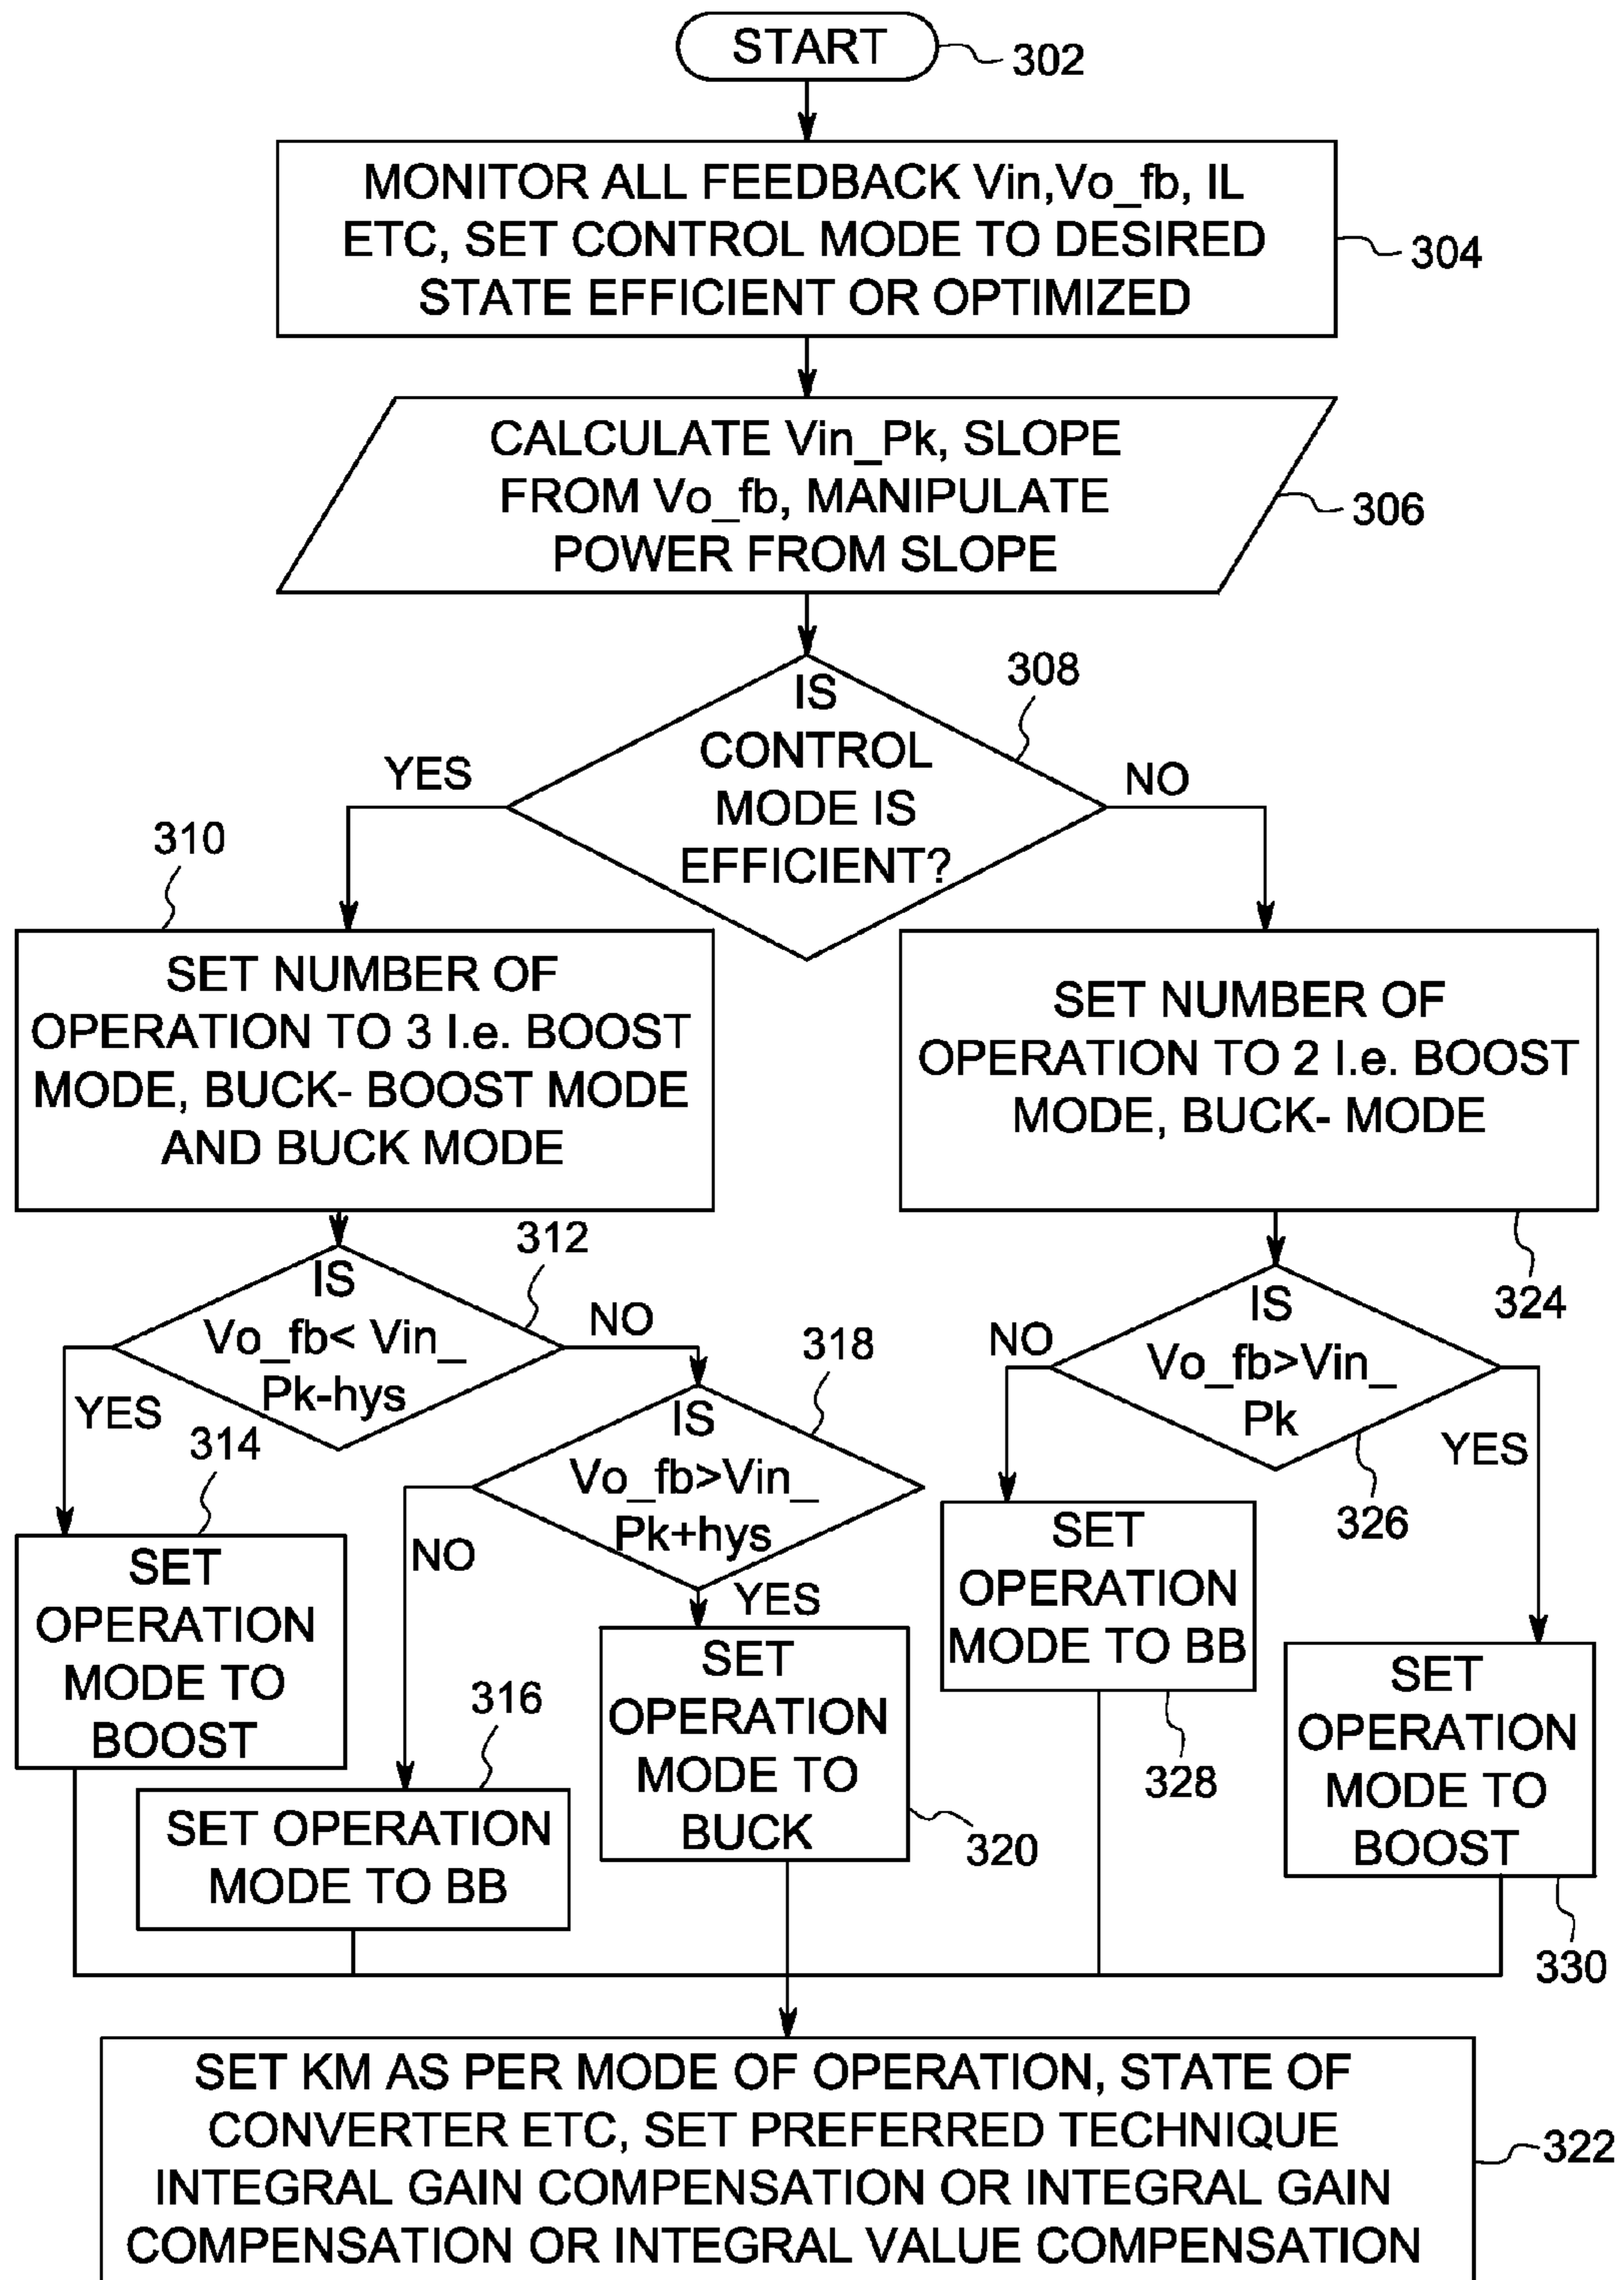 START
302
MONITOR ALL FEEDBACK Vin,Vo_fb, IL
ETC, SET CONTROL MODE TO DESIRED
STATE EFFICIENT OR OPTIMIZED
304
CALCULATE Vin_Pk, SLOPE
FROM Vo_fb, MANIPULATE
POWER FROM SLOPE
306
IS
CONTROL
MODE IS
EFFICIENT?
308
YES
NO
310
SET NUMBER OF
OPERATION TO 3 I.e. BOOST
MODE, BUCK- BOOST MODE
AND BUCK MODE
SET NUMBER OF
OPERATION TO 2 I.e. BOOST
MODE, BUCK- MODE
324
IS
Vo_fb< Vin_
Pk-hys
312
YES
NO
IS
Vo_fb>Vin_
Pk+hys
318
NO
YES
IS
Vo_fb>Vin_
Pk
326
NO
YES
314
SET
OPERATION
MODE TO
BOOST
316
SET OPERATION
MODE TO BB
SET
OPERATION
MODE TO
BUCK
320
SET
OPERATION
MODE TO BB
328
SET
OPERATION
MODE TO
BOOST
330
SET KM AS PER MODE OF OPERATION, STATE OF
CONVERTER ETC, SET PREFERRED TECHNIQUE
INTEGRAL GAIN COMPENSATION OR INTEGRAL GAIN
COMPENSATION OR INTEGRAL VALUE COMPENSATION
322